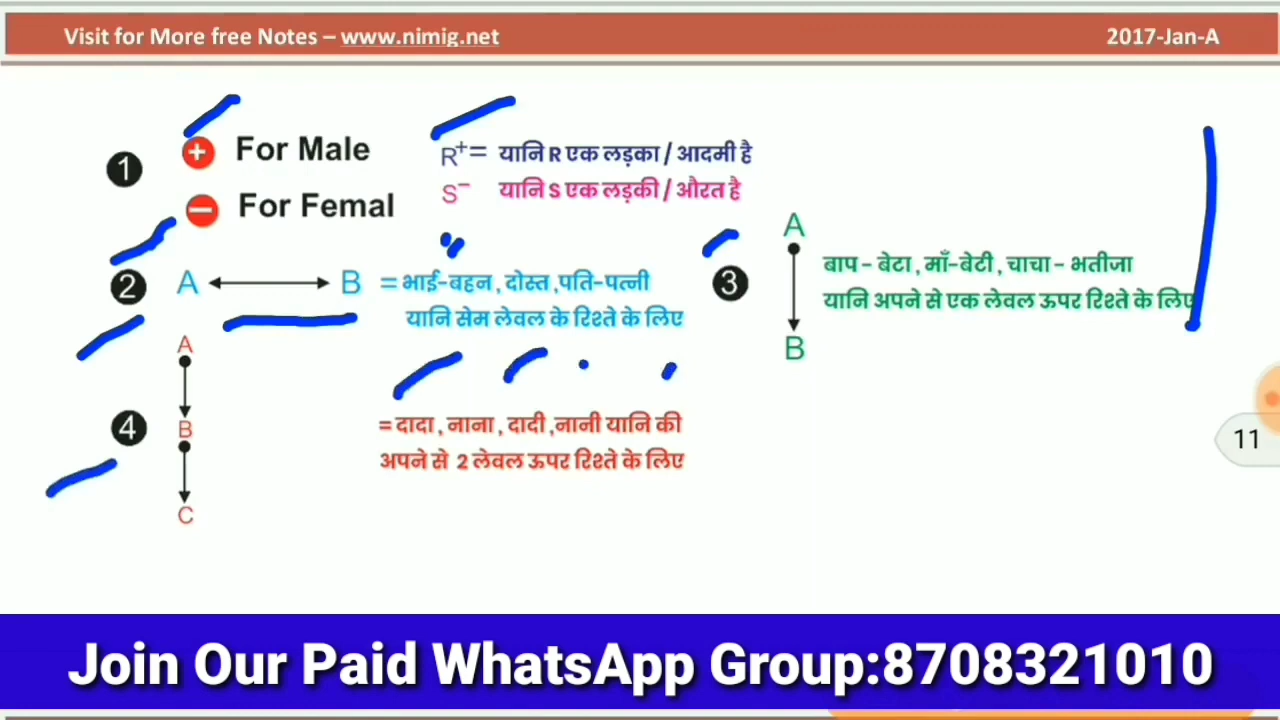 Visit for More free Notes – www.nimig.net
2017-Jan-A
1
+ For Male
R⁺= यानि R एक लड़का / आदमी है
− For Femal
S⁻ यानि S एक लड़की / औरत है
2 A B = भाई-बहन , दोस्त ,पति-पत्नी
यानि सेम लेवल के रिश्ते के लिए
3 A
बाप - बेटा , माँ-बेटी , चाचा - भतीजा
यानि अपने से एक लेवल ऊपर रिश्ते के लिए
B
4 A
B
C
= दादा , नाना , दादी ,नानी यानि की
अपने से 2 लेवल ऊपर रिश्ते के लिए
11
Join Our Paid WhatsApp Group:8708321010